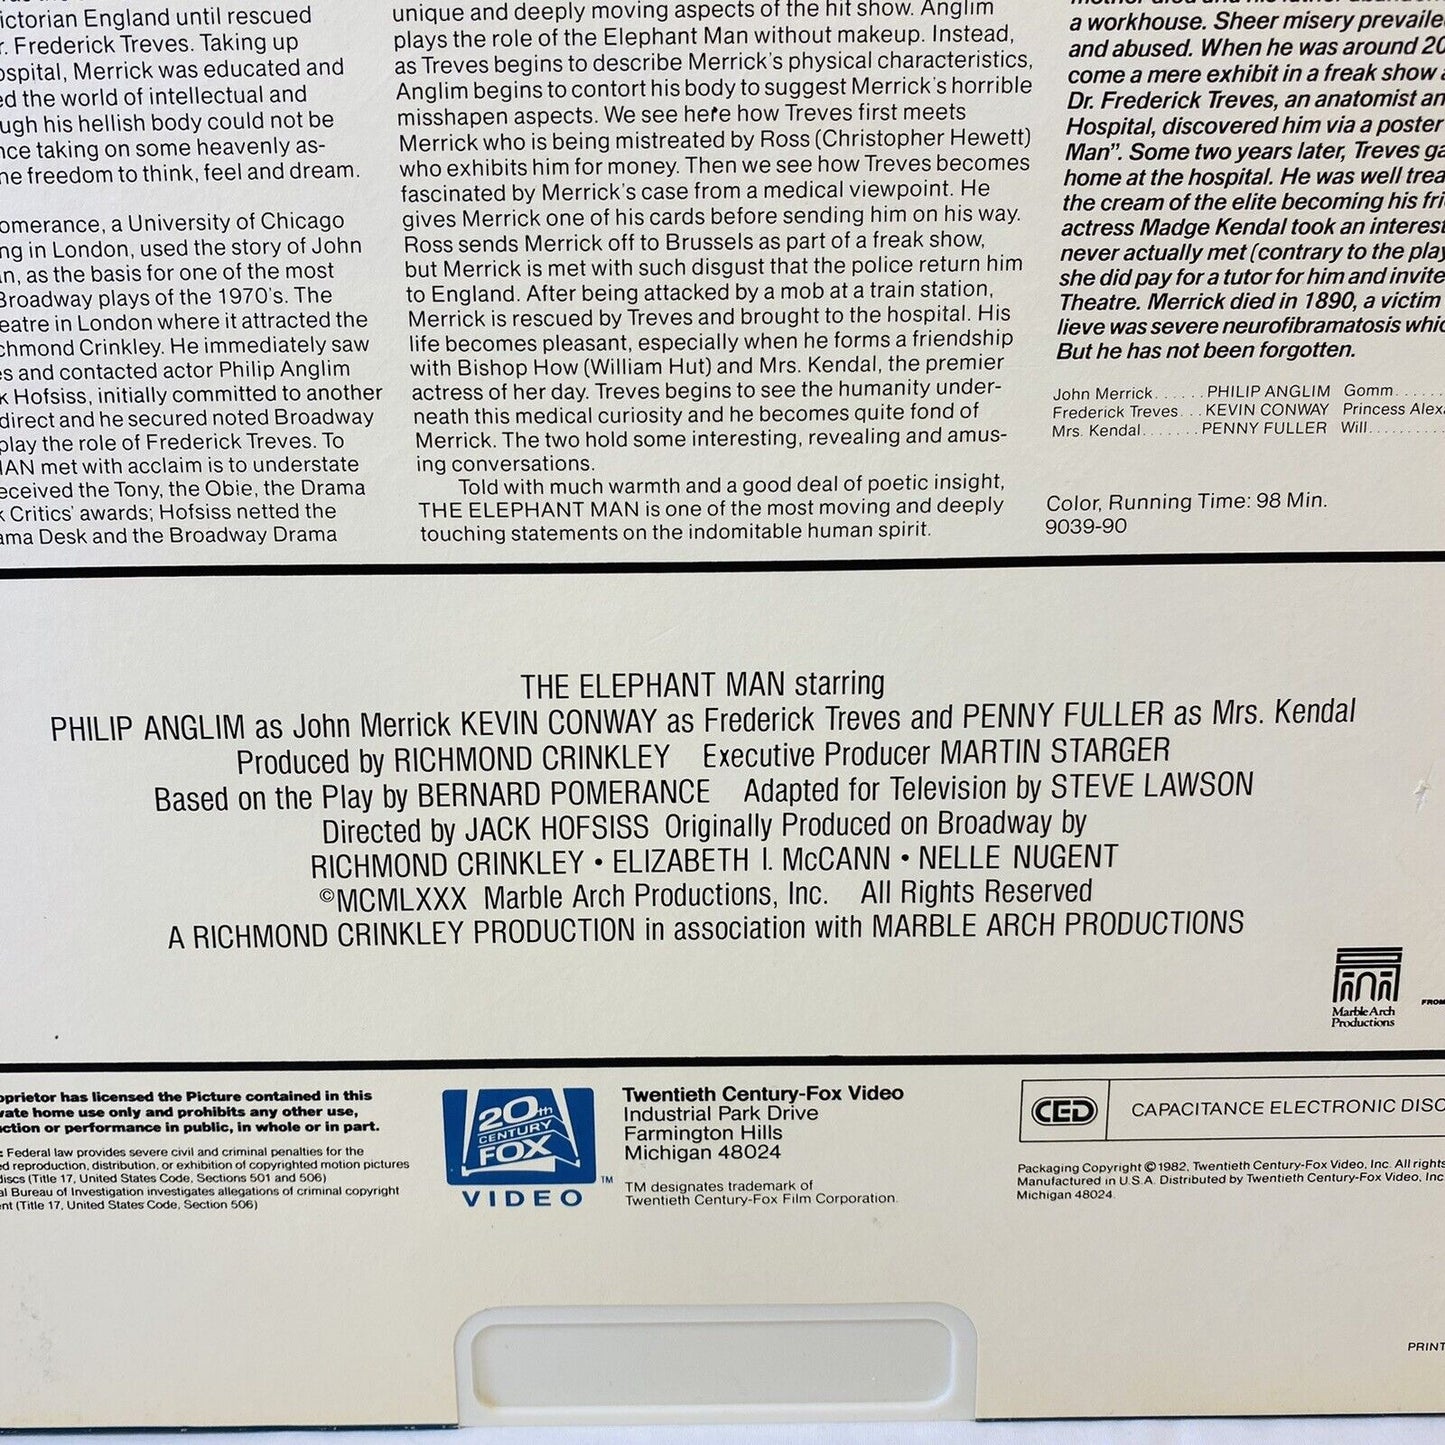 ictorian England until rescued
r. Frederick Treves. Taking up
ospital, Merrick was educated and
ed the world of intellectual and
ugh his hellish body could not be
nce taking on some heavenly as-
ne freedom to think, feel and dream.
omerance, a University of Chicago
ng in London, used the story of John
n, as the basis for one of the most
Broadway plays of the 1970's. The
eatre in London where it attracted the
chmond Crinkley. He immediately saw
es and contacted actor Philip Anglim
k Hofsiss, initially committed to another
direct and he secured noted Broadway
play the role of Frederick Treves. To
IAN met with acclaim is to understate
eceived the Tony, the Obie, the Drama
k Critics' awards; Hofsiss netted the
ama Desk and the Broadway Drama
unique and deeply moving aspects of the hit show. Anglim
plays the role of the Elephant Man without makeup. Instead,
as Treves begins to describe Merrick's physical characteristics,
Anglim begins to contort his body to suggest Merrick's horrible
misshapen aspects. We see here how Treves first meets
Merrick who is being mistreated by Ross (Christopher Hewett)
who exhibits him for money. Then we see how Treves becomes
fascinated by Merrick's case from a medical viewpoint. He
gives Merrick one of his cards before sending him on his way.
Ross sends Merrick off to Brussels as part of a freak show,
but Merrick is met with such disgust that the police return him
to England. After being attacked by a mob at a train station,
Merrick is rescued by Treves and brought to the hospital. His
life becomes pleasant, especially when he forms a friendship
with Bishop How (William Hut) and Mrs. Kendal, the premier
actress of her day. Treves begins to see the humanity under-
neath this medical curiosity and he becomes quite fond of
Merrick. The two hold some interesting, revealing and amus-
ing conversations.
Told with much warmth and a good deal of poetic insight,
THE ELEPHANT MAN is one of the most moving and deeply
touching statements on the indomitable human spirit.
a workhouse. Sheer misery prevaile
and abused. When he was around 20
come a mere exhibit in a freak show a
Dr. Frederick Treves, an anatomist an
Hospital, discovered him via a poster
Man". Some two years later, Treves ga
home at the hospital. He was well trea
the cream of the elite becoming his frie
actress Madge Kendal took an interest
never actually met (contrary to the play
she did pay for a tutor for him and invite
Theatre. Merrick died in 1890, a victim
lieve was severe neurofibramatosis whic
But he has not been forgotten.
John Merrick...... PHILIP ANGLIM Gomm.......
Frederick Treves... KEVIN CONWAY Princess Alexa
Mrs. Kendal....... PENNY FULLER Will..........
Color, Running Time: 98 Min.
9039-90
THE ELEPHANT MAN starring
PHILIP ANGLIM as John Merrick KEVIN CONWAY as Frederick Treves and PENNY FULLER as Mrs. Kendal
Produced by RICHMOND CRINKLEY Executive Producer MARTIN STARGER
Based on the Play by BERNARD POMERANCE Adapted for Television by STEVE LAWSON
Directed by JACK HOFSISS Originally Produced on Broadway by
RICHMOND CRINKLEY • ELIZABETH I. McCANN • NELLE NUGENT
©MCMLXXX Marble Arch Productions, Inc. All Rights Reserved
A RICHMOND CRINKLEY PRODUCTION in association with MARBLE ARCH PRODUCTIONS
Marble Arch
Productions
FROM
oprietor has licensed the Picture contained in this
vate home use only and prohibits any other use,
uction or performance in public, in whole or in part.
: Federal law provides severe civil and criminal penalties for the
ed reproduction, distribution, or exhibition of copyrighted motion pictures
discs (Title 17, United States Code, Sections 501 and 506)
al Bureau of Investigation investigates allegations of criminal copyright
nt (Title 17, United States Code, Section 506)
20th
CENTURY
FOX
VIDEO TM
Twentieth Century-Fox Video
Industrial Park Drive
Farmington Hills
Michigan 48024
TM designates trademark of
Twentieth Century-Fox Film Corporation.
CED CAPACITANCE ELECTRONIC DISC
Packaging Copyright © 1982, Twentieth Century-Fox Video, Inc. All rights
Manufactured in U.S.A. Distributed by Twentieth Century-Fox Video, Inc
Michigan 48024.
PRINT